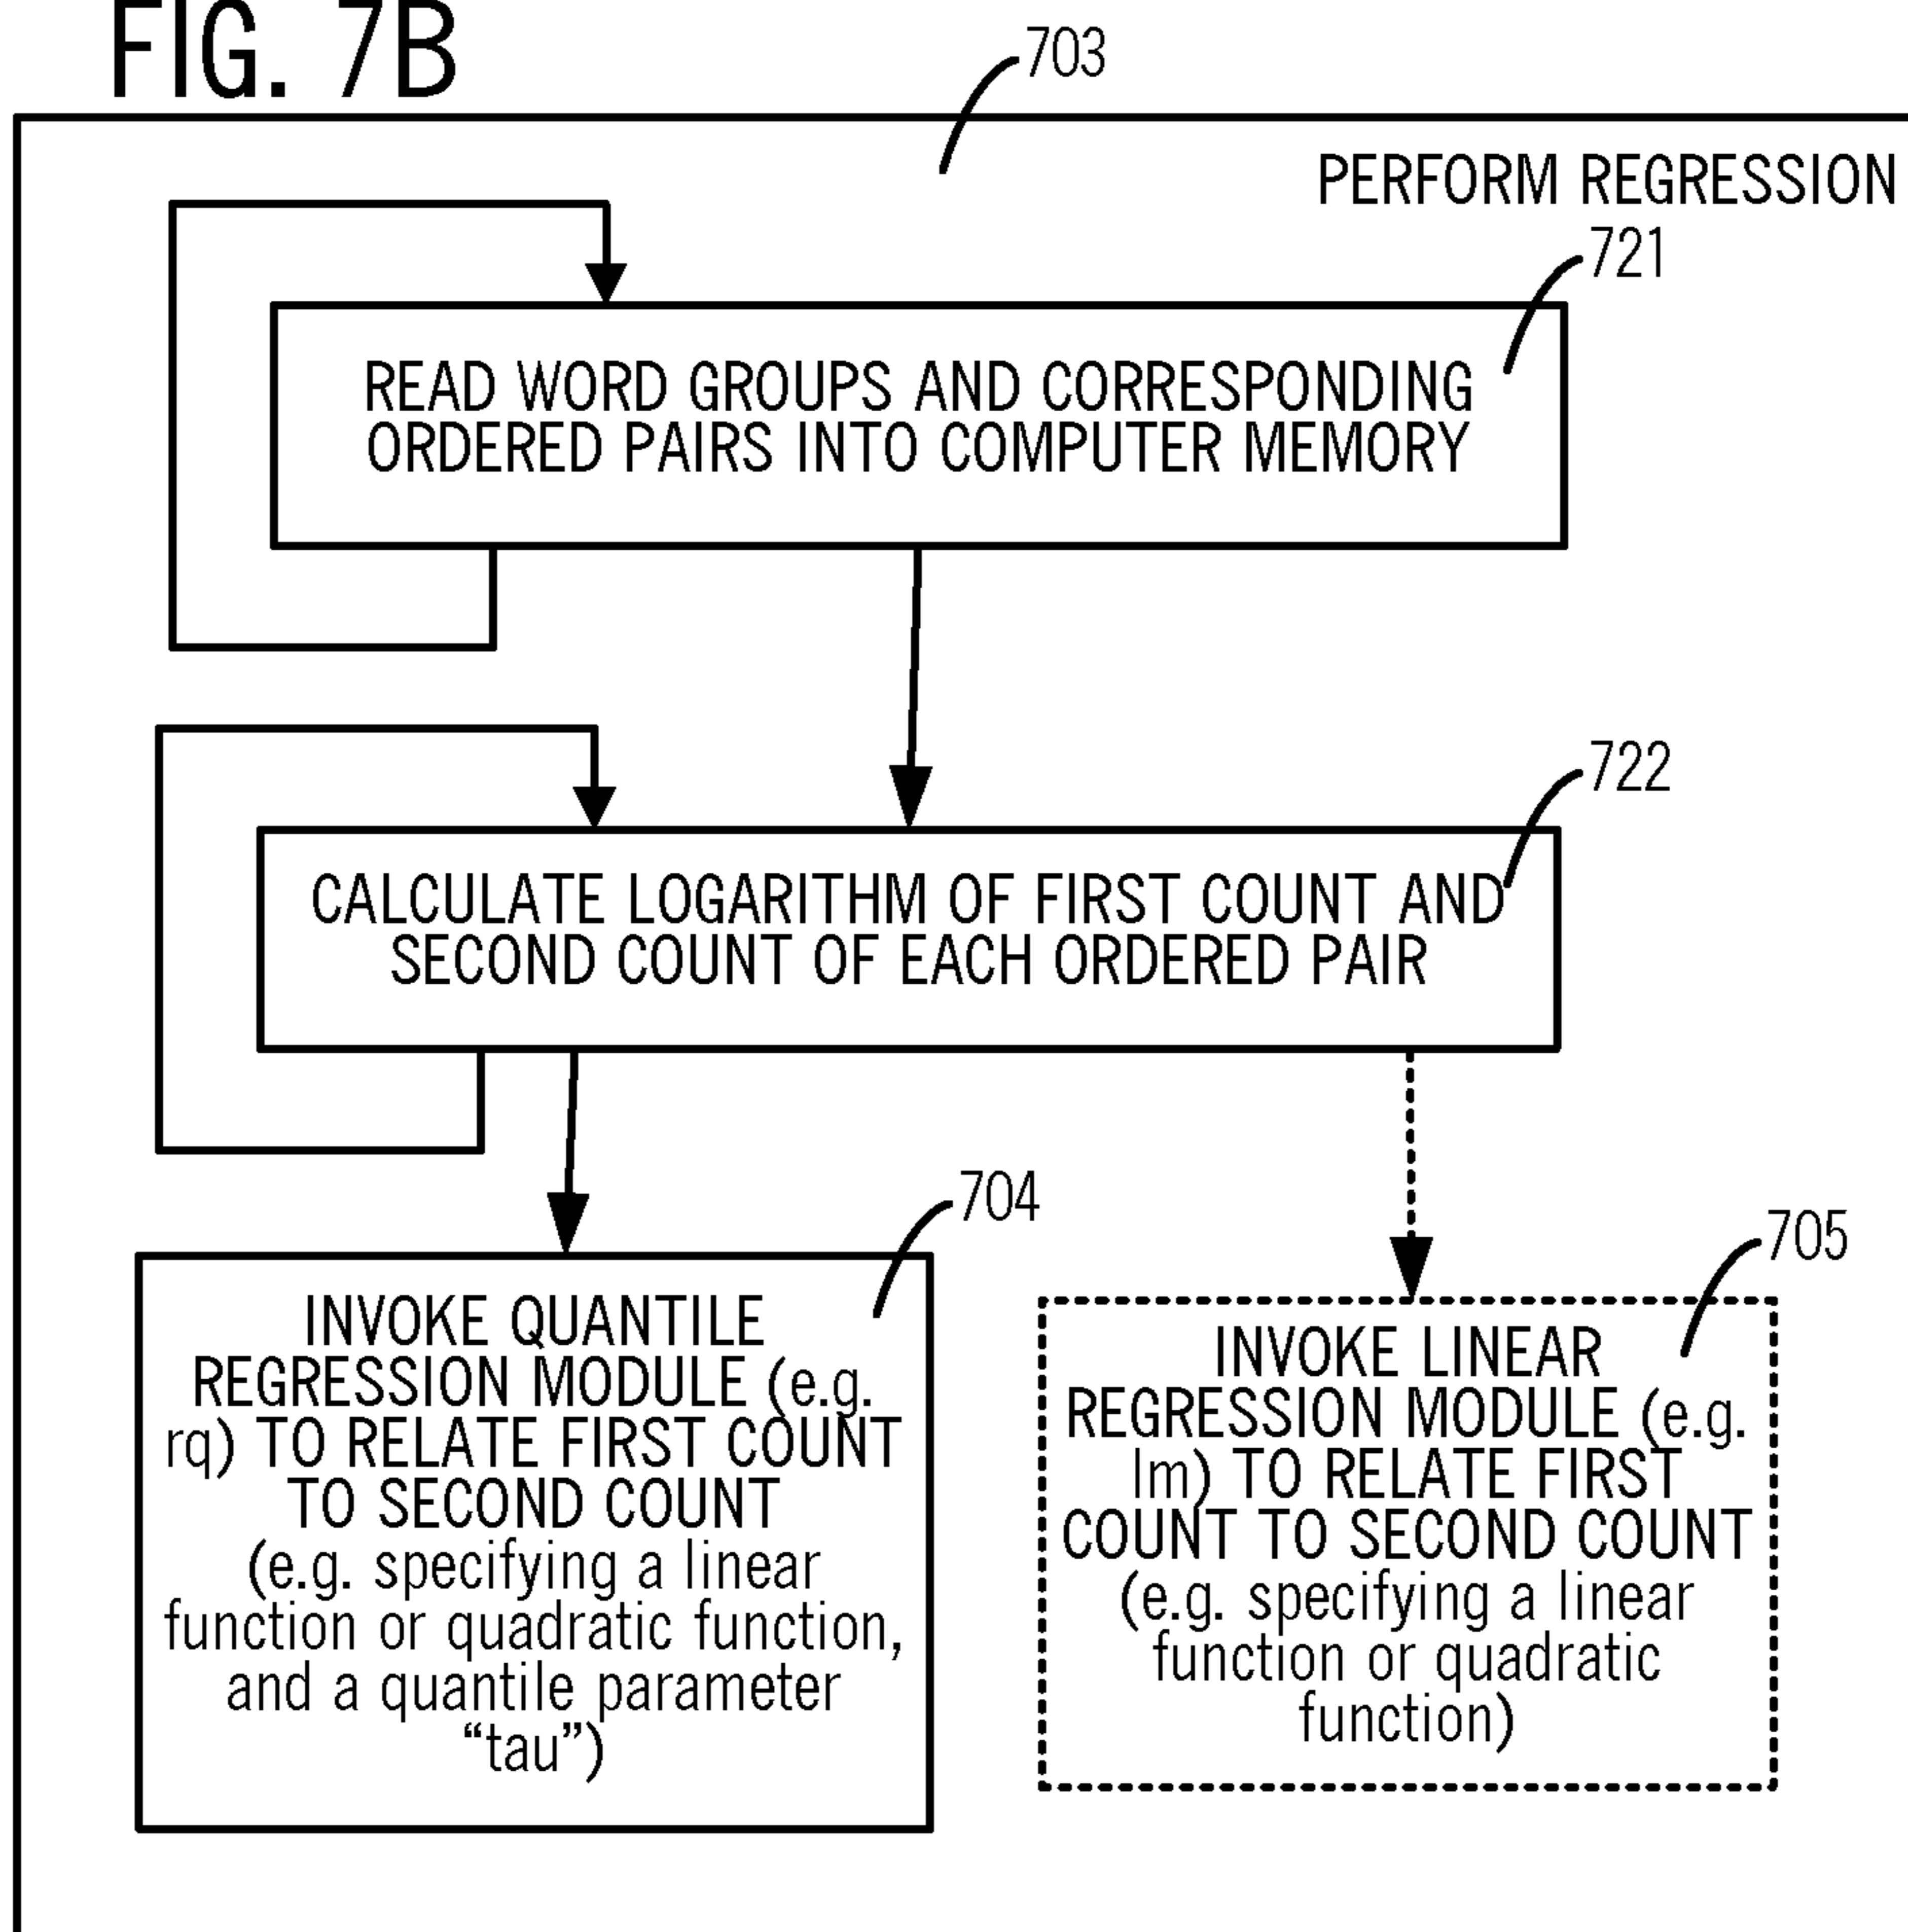 FIG. 7B
703
PERFORM REGRESSION
721
READ WORD GROUPS AND CORRESPONDING
ORDERED PAIRS INTO COMPUTER MEMORY
722
CALCULATE LOGARITHM OF FIRST COUNT AND
SECOND COUNT OF EACH ORDERED PAIR
704
INVOKE QUANTILE
REGRESSION MODULE (e.g.
rq) TO RELATE FIRST COUNT
TO SECOND COUNT
(e.g. specifying a linear
function or quadratic function,
and a quantile parameter
“tau”)
705
INVOKE LINEAR
REGRESSION MODULE (e.g.
lm) TO RELATE FIRST
COUNT TO SECOND COUNT
(e.g. specifying a linear
function or quadratic
function)